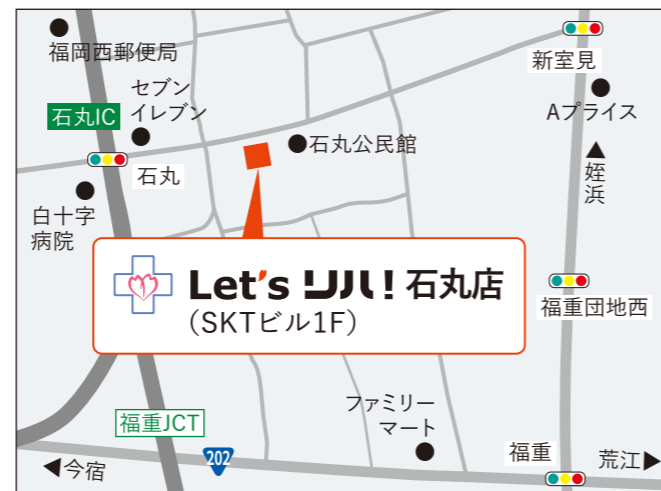 福岡西郵便局
新室見
セブン
イレブン
石丸IC
Aプライス
石丸公民館
石丸
姪浜
白十字
病院
Let's リハ! 石丸店
(SKTビル1F)
福重団地西
ファミリー
マート
福重JCT
202
福重
荒江▶
◀今宿